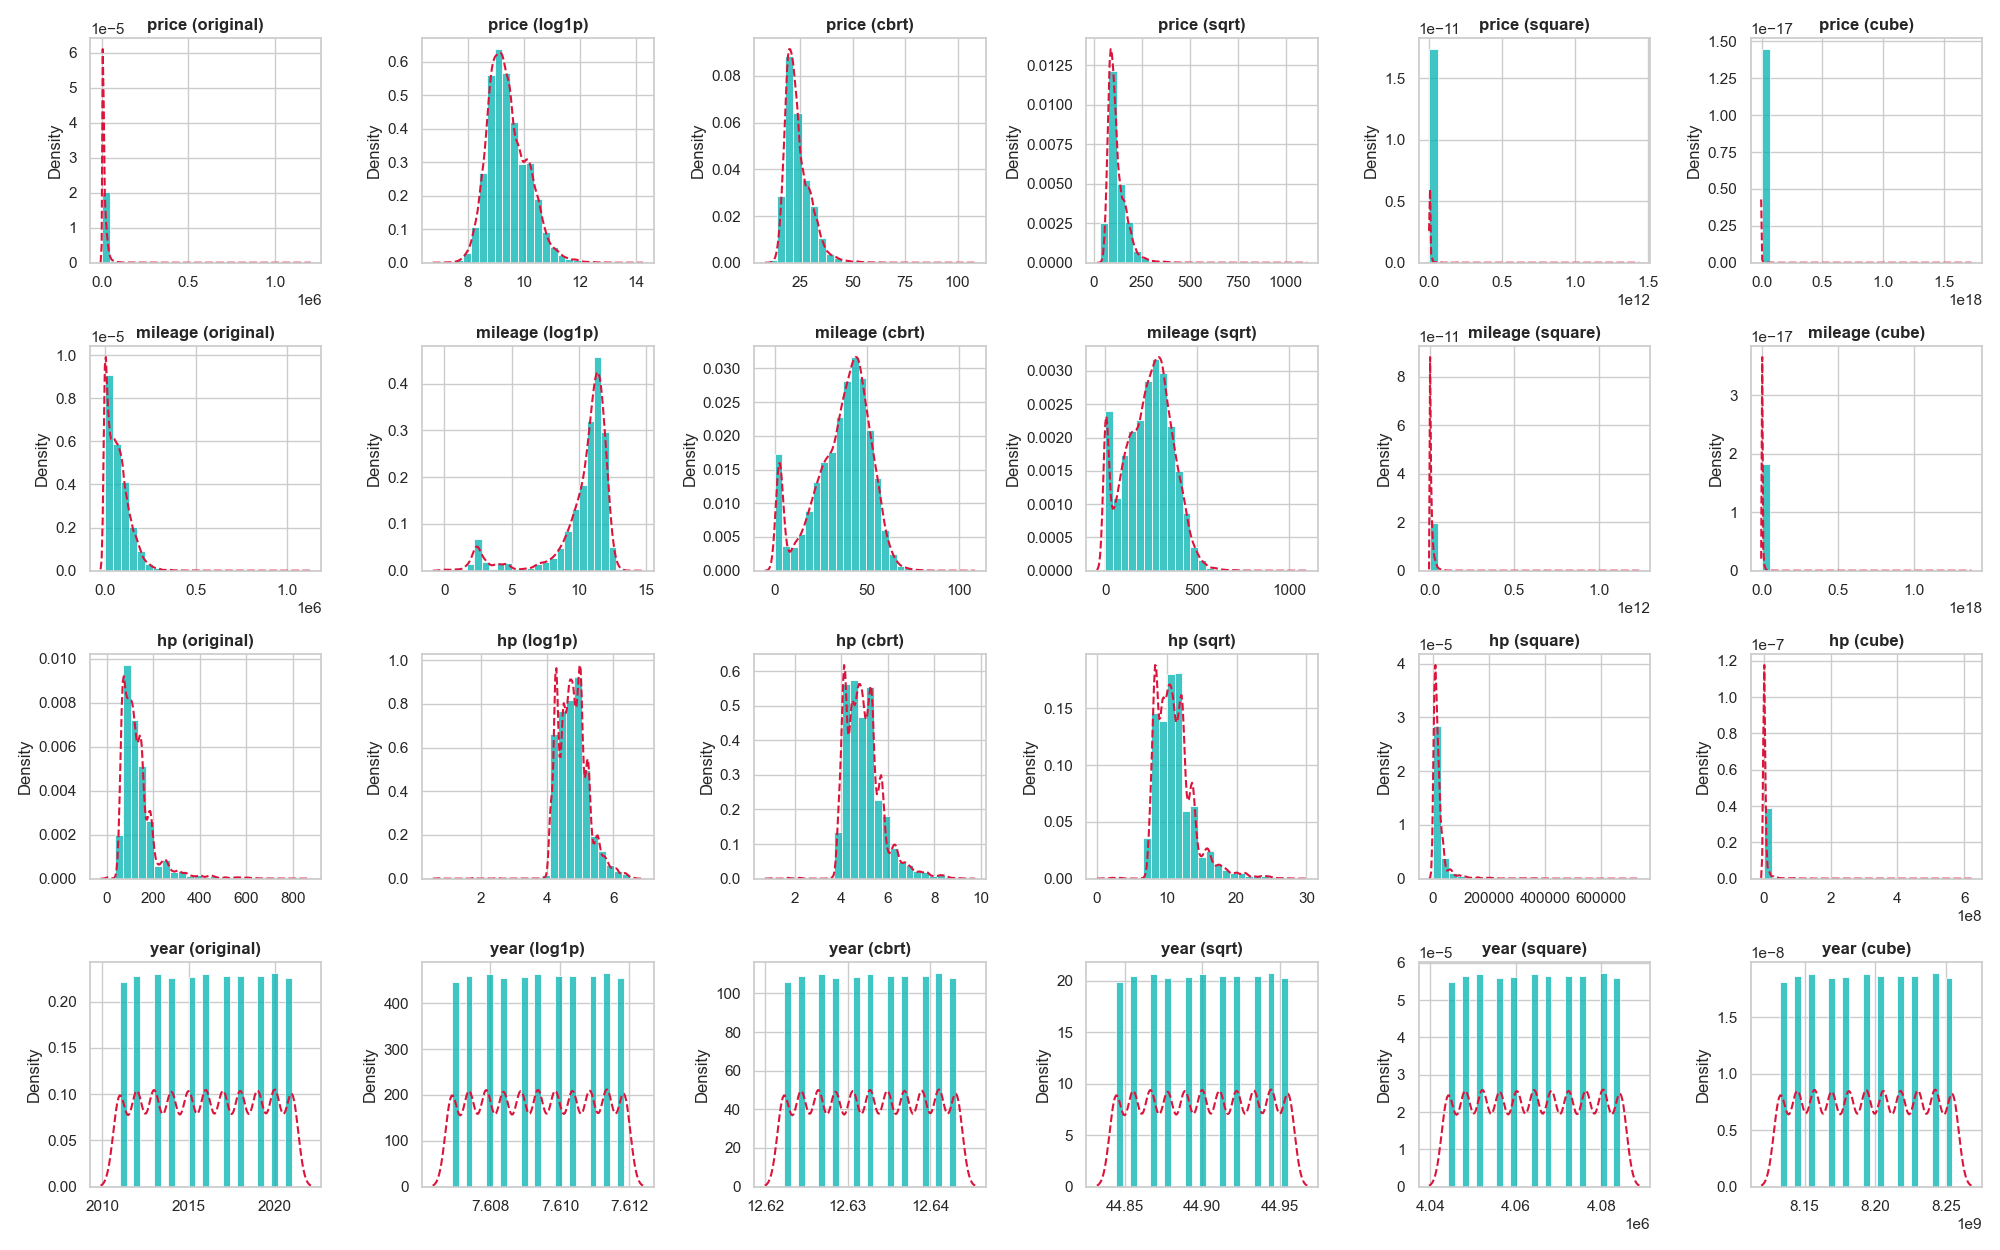 price (original) price (log1p) price (cbrt) price (sqrt) price (square) price (cube)
1e−5 1e−11 1e−17
Density Density Density Density Density Density
6 5 4 3 2 1 0
0.6 0.5 0.4 0.3 0.2 0.1 0.0
0.08 0.06 0.04 0.02 0.00
0.0125 0.0100 0.0075 0.0050 0.0025 0.0000
1.5 1.0 0.5 0.0
1.50 1.25 1.00 0.75 0.50 0.25 0.00
0.0 0.5 1.0 8 10 12 14 25 50 75 100 0 250 500 750 1000 0.0 0.5 1.0 1.5 0.0 0.5 1.0 1.5
1e6 1e12 1e18
mileage (original) mileage (log1p) mileage (cbrt) mileage (sqrt) mileage (square) mileage (cube)
1e−5 1e−11 1e−17
Density Density Density Density Density Density
1.0 0.8 0.6 0.4 0.2 0.0
0.4 0.3 0.2 0.1 0.0
0.030 0.025 0.020 0.015 0.010 0.005 0.000
0.0030 0.0025 0.0020 0.0015 0.0010 0.0005 0.0000
8 6 4 2 0
3 2 1 0
0.0 0.5 1.0 0 5 10 15 0 50 100 0 500 1000 0.0 0.5 1.0 0.0 0.5 1.0
1e6 1e12 1e18
hp (original) hp (log1p) hp (cbrt) hp (sqrt) hp (square) hp (cube)
1e−5 1e−7
Density Density Density Density Density Density
0.010 0.008 0.006 0.004 0.002 0.000
1.0 0.8 0.6 0.4 0.2 0.0
0.6 0.5 0.4 0.3 0.2 0.1 0.0
0.15 0.10 0.05 0.00
4 3 2 1 0
1.2 1.0 0.8 0.6 0.4 0.2 0.0
0 200 400 600 800 2 4 6 2 4 6 8 10 0 10 20 30 0 200000 400000 600000 0 2 4 6
1e8
year (original) year (log1p) year (cbrt) year (sqrt) year (square) year (cube)
1e−5 1e−8
Density Density Density Density Density Density
0.20 0.15 0.10 0.05 0.00
400 300 200 100 0
100 80 60 40 20 0
20 15 10 5 0
6 5 4 3 2 1 0
1.5 1.0 0.5 0.0
2010 2015 2020 7.608 7.610 7.612 12.62 12.63 12.64 44.85 44.90 44.95 4.04 4.06 4.08 8.15 8.20 8.25
1e6 1e9